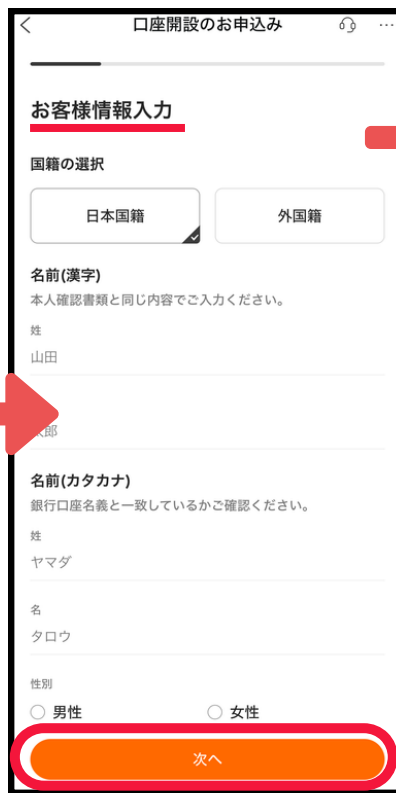 口座開設のお申込み
お客様情報入力
国籍の選択
日本国籍
外国籍
名前(漢字)
本人確認書類と同じ内容でご入力ください。
姓
山田
郎
名前(カタカナ)
銀行口座名義と一致しているかご確認ください。
姓
ヤマダ
名
タロウ
性別
男性
女性
次へ